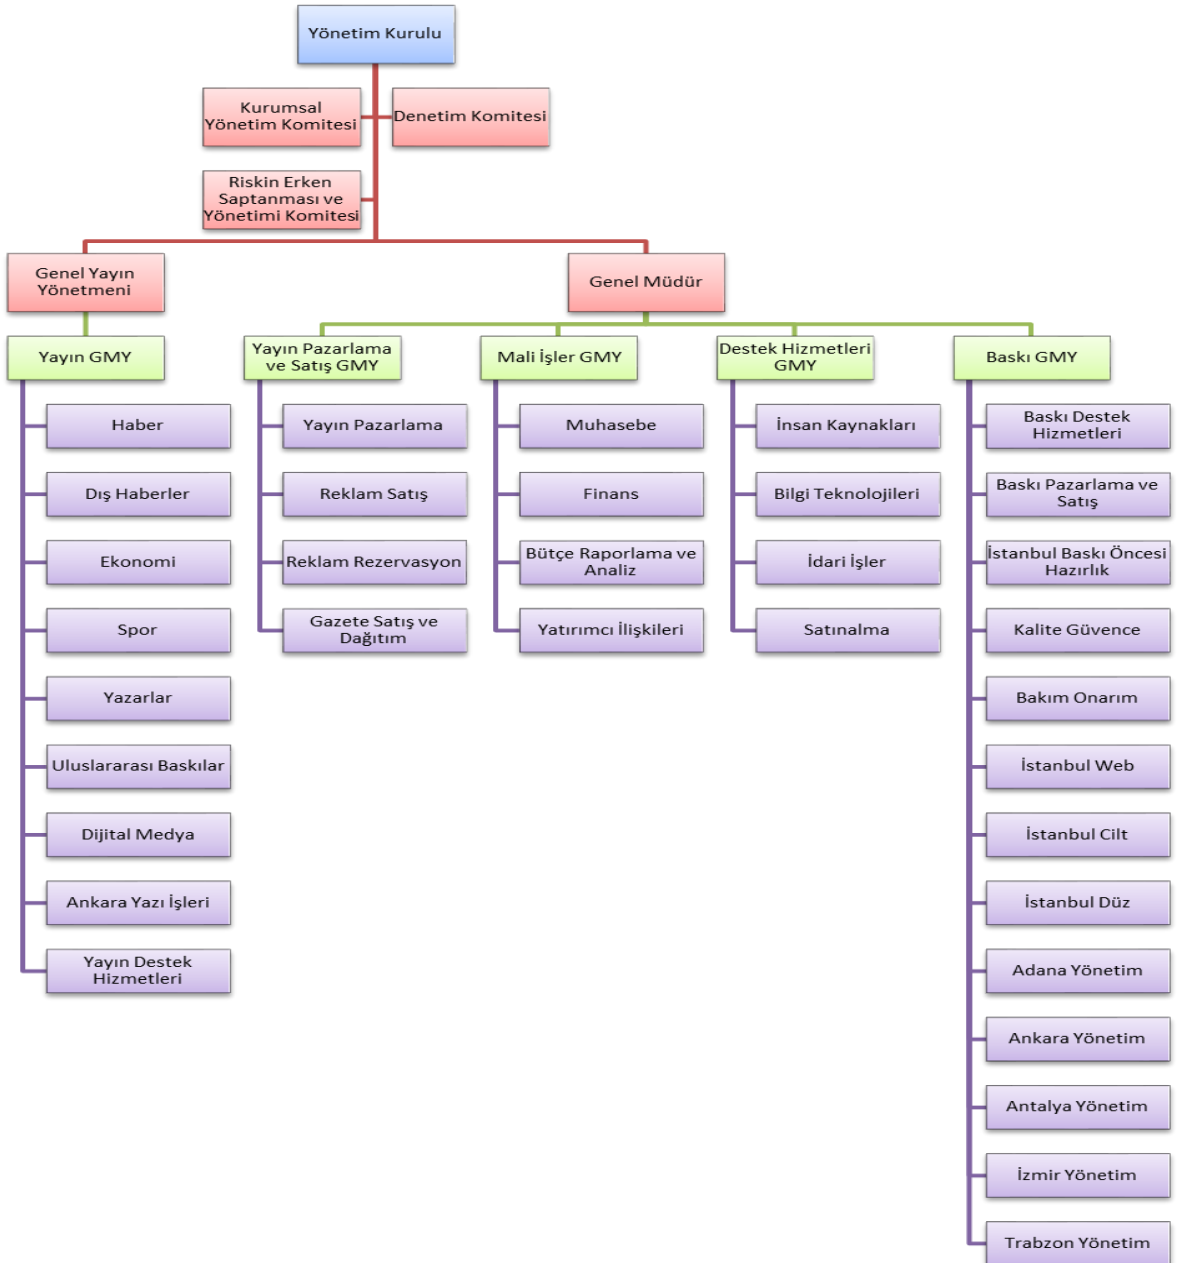 Yönetim Kurulu
Kurumsal
Yönetim Komitesi
Denetim Komitesi
Riskin Erken
Saptanması ve
Yönetimi Komitesi
Genel Yayın
Yönetmeni
Genel Müdür
Yayın GMY
Yayın Pazarlama
ve Satış GMY
Mali İşler GMY
Destek Hizmetleri
GMY
Baskı GMY
Haber
Dış Haberler
Ekonomi
Spor
Yazarlar
Uluslararası Baskılar
Dijital Medya
Ankara Yazı İşleri
Yayın Destek
Hizmetleri
Yayın Pazarlama
Reklam Satış
Reklam Rezervasyon
Gazete Satış ve
Dağıtım
Muhasebe
Finans
Bütçe Raporlama ve
Analiz
Yatırımcı İlişkileri
İnsan Kaynakları
Bilgi Teknolojileri
İdari İşler
Satınalma
Baskı Destek
Hizmetleri
Baskı Pazarlama ve
Satış
İstanbul Baskı Öncesi
Hazırlık
Kalite Güvence
Bakım Onarım
İstanbul Web
İstanbul Cilt
İstanbul Düz
Adana Yönetim
Ankara Yönetim
Antalya Yönetim
İzmir Yönetim
Trabzon Yönetim